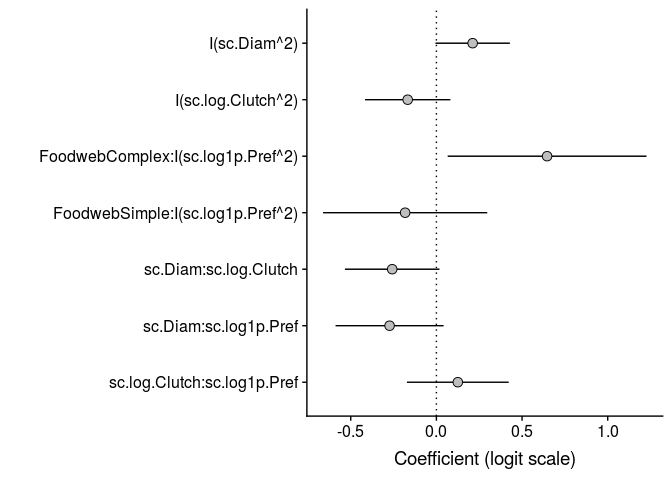 I(sc.Diam^2)
I(sc.log.Clutch^2)
FoodwebComplex:I(sc.log1p.Pref^2)
FoodwebSimple:I(sc.log1p.Pref^2)
sc.Diam:sc.log.Clutch
sc.Diam:sc.log1p.Pref
sc.log.Clutch:sc.log1p.Pref
-0.5 0.0 0.5 1.0
Coefficient (logit scale)